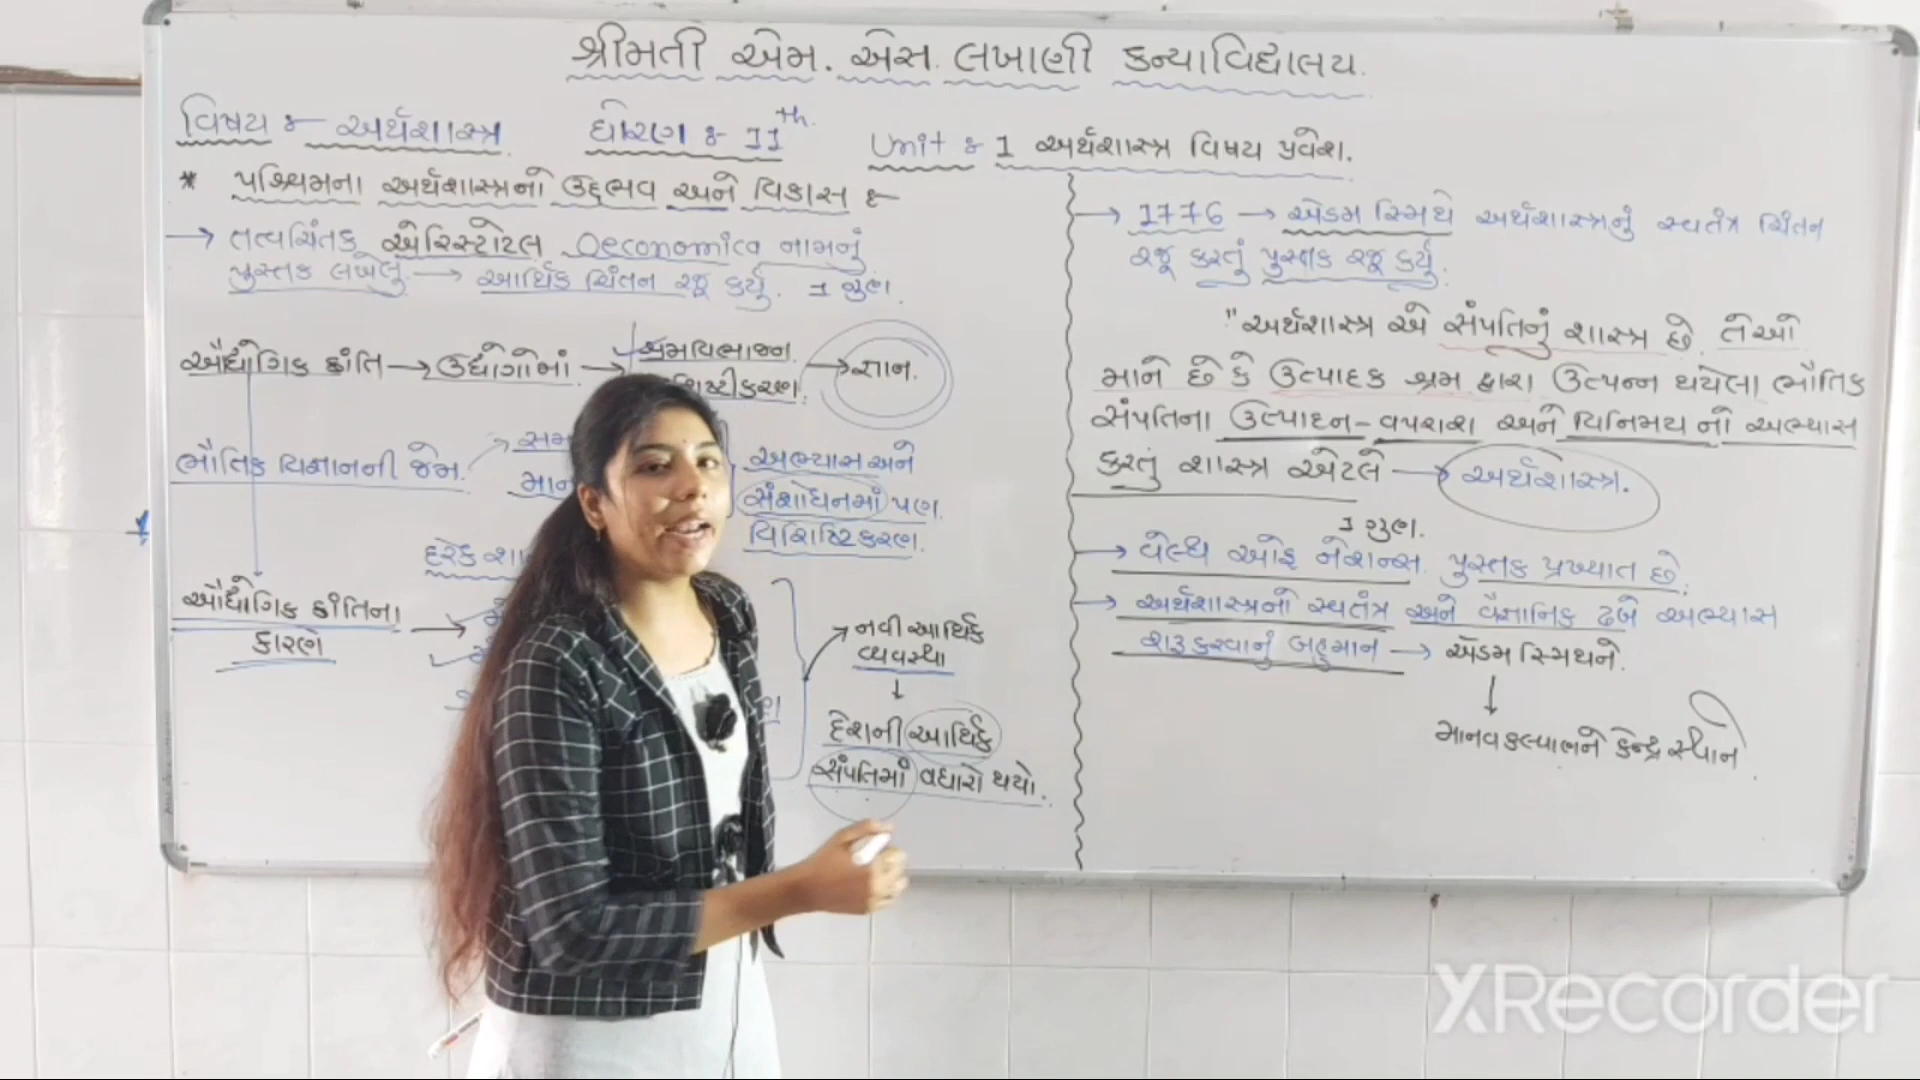 શ્રીમતી એમ. એસ. લખાણી કન્યાવિદ્યાલય.
વિષય :- અર્થશાસ્ત્ર ધોરણ :- 11th.
Unit :- 1 અર્થશાસ્ત્ર વિષય પ્રવેશ.
* પશ્ચિમના અર્થશાસ્ત્રનો ઉદ્દભવ અને વિકાસ :-
→ તત્વચિંતક એરિસ્ટોટલ Oeconomica નામનું
પુસ્તક લખેલું → આર્થિક ચિંતન રજૂ કર્યુ. 1 ગુણ.
ઔદ્યોગિક ક્રાંતિ → ઉદ્યોગોમાં → શ્રમવિભાજન
→ જ્ઞાન.
ભૌતિક વિજ્ઞાનની જેમ
અભ્યાસ અને
સંશોધનમાં પણ
વિશિષ્ટિકરણ.
ઔદ્યોગિક ક્રાંતિના
કારણે →
→ નવી આર્થિક
વ્યવસ્થા
↓
દેશની આર્થિક
સંપતિમાં વધારો થયો.
→ 1776 → એડમ સ્મિથે અર્થશાસ્ત્રનું સ્વતંત્ર ચિંતન
રજૂ કરતું પુસ્તક રજૂ કર્યુ.
"અર્થશાસ્ત્ર એ સંપતિનું શાસ્ત્ર છે. તેઓ
માને છે કે ઉત્પાદક શ્રમ દ્વારા ઉત્પન્ન થયેલા ભૌતિક
સંપતિના ઉત્પાદન - વપરાશ અને વિનિમય નો અભ્યાસ
કરતું શાસ્ત્ર એટલે → અર્થશાસ્ત્ર.
1 ગુણ.
→ વેલ્થ ઓફ નેશન્સ. પુસ્તક પ્રખ્યાત છે.
→ અર્થશાસ્ત્રનો સ્વતંત્ર અને વૈજ્ઞાનિક ઢબે અભ્યાસ
શરૂ કરવાનું બહુમાન → એડમ સ્મિથને.
↓
માનવકલ્યાણને કેન્દ્ર સ્થાન
XRecorder